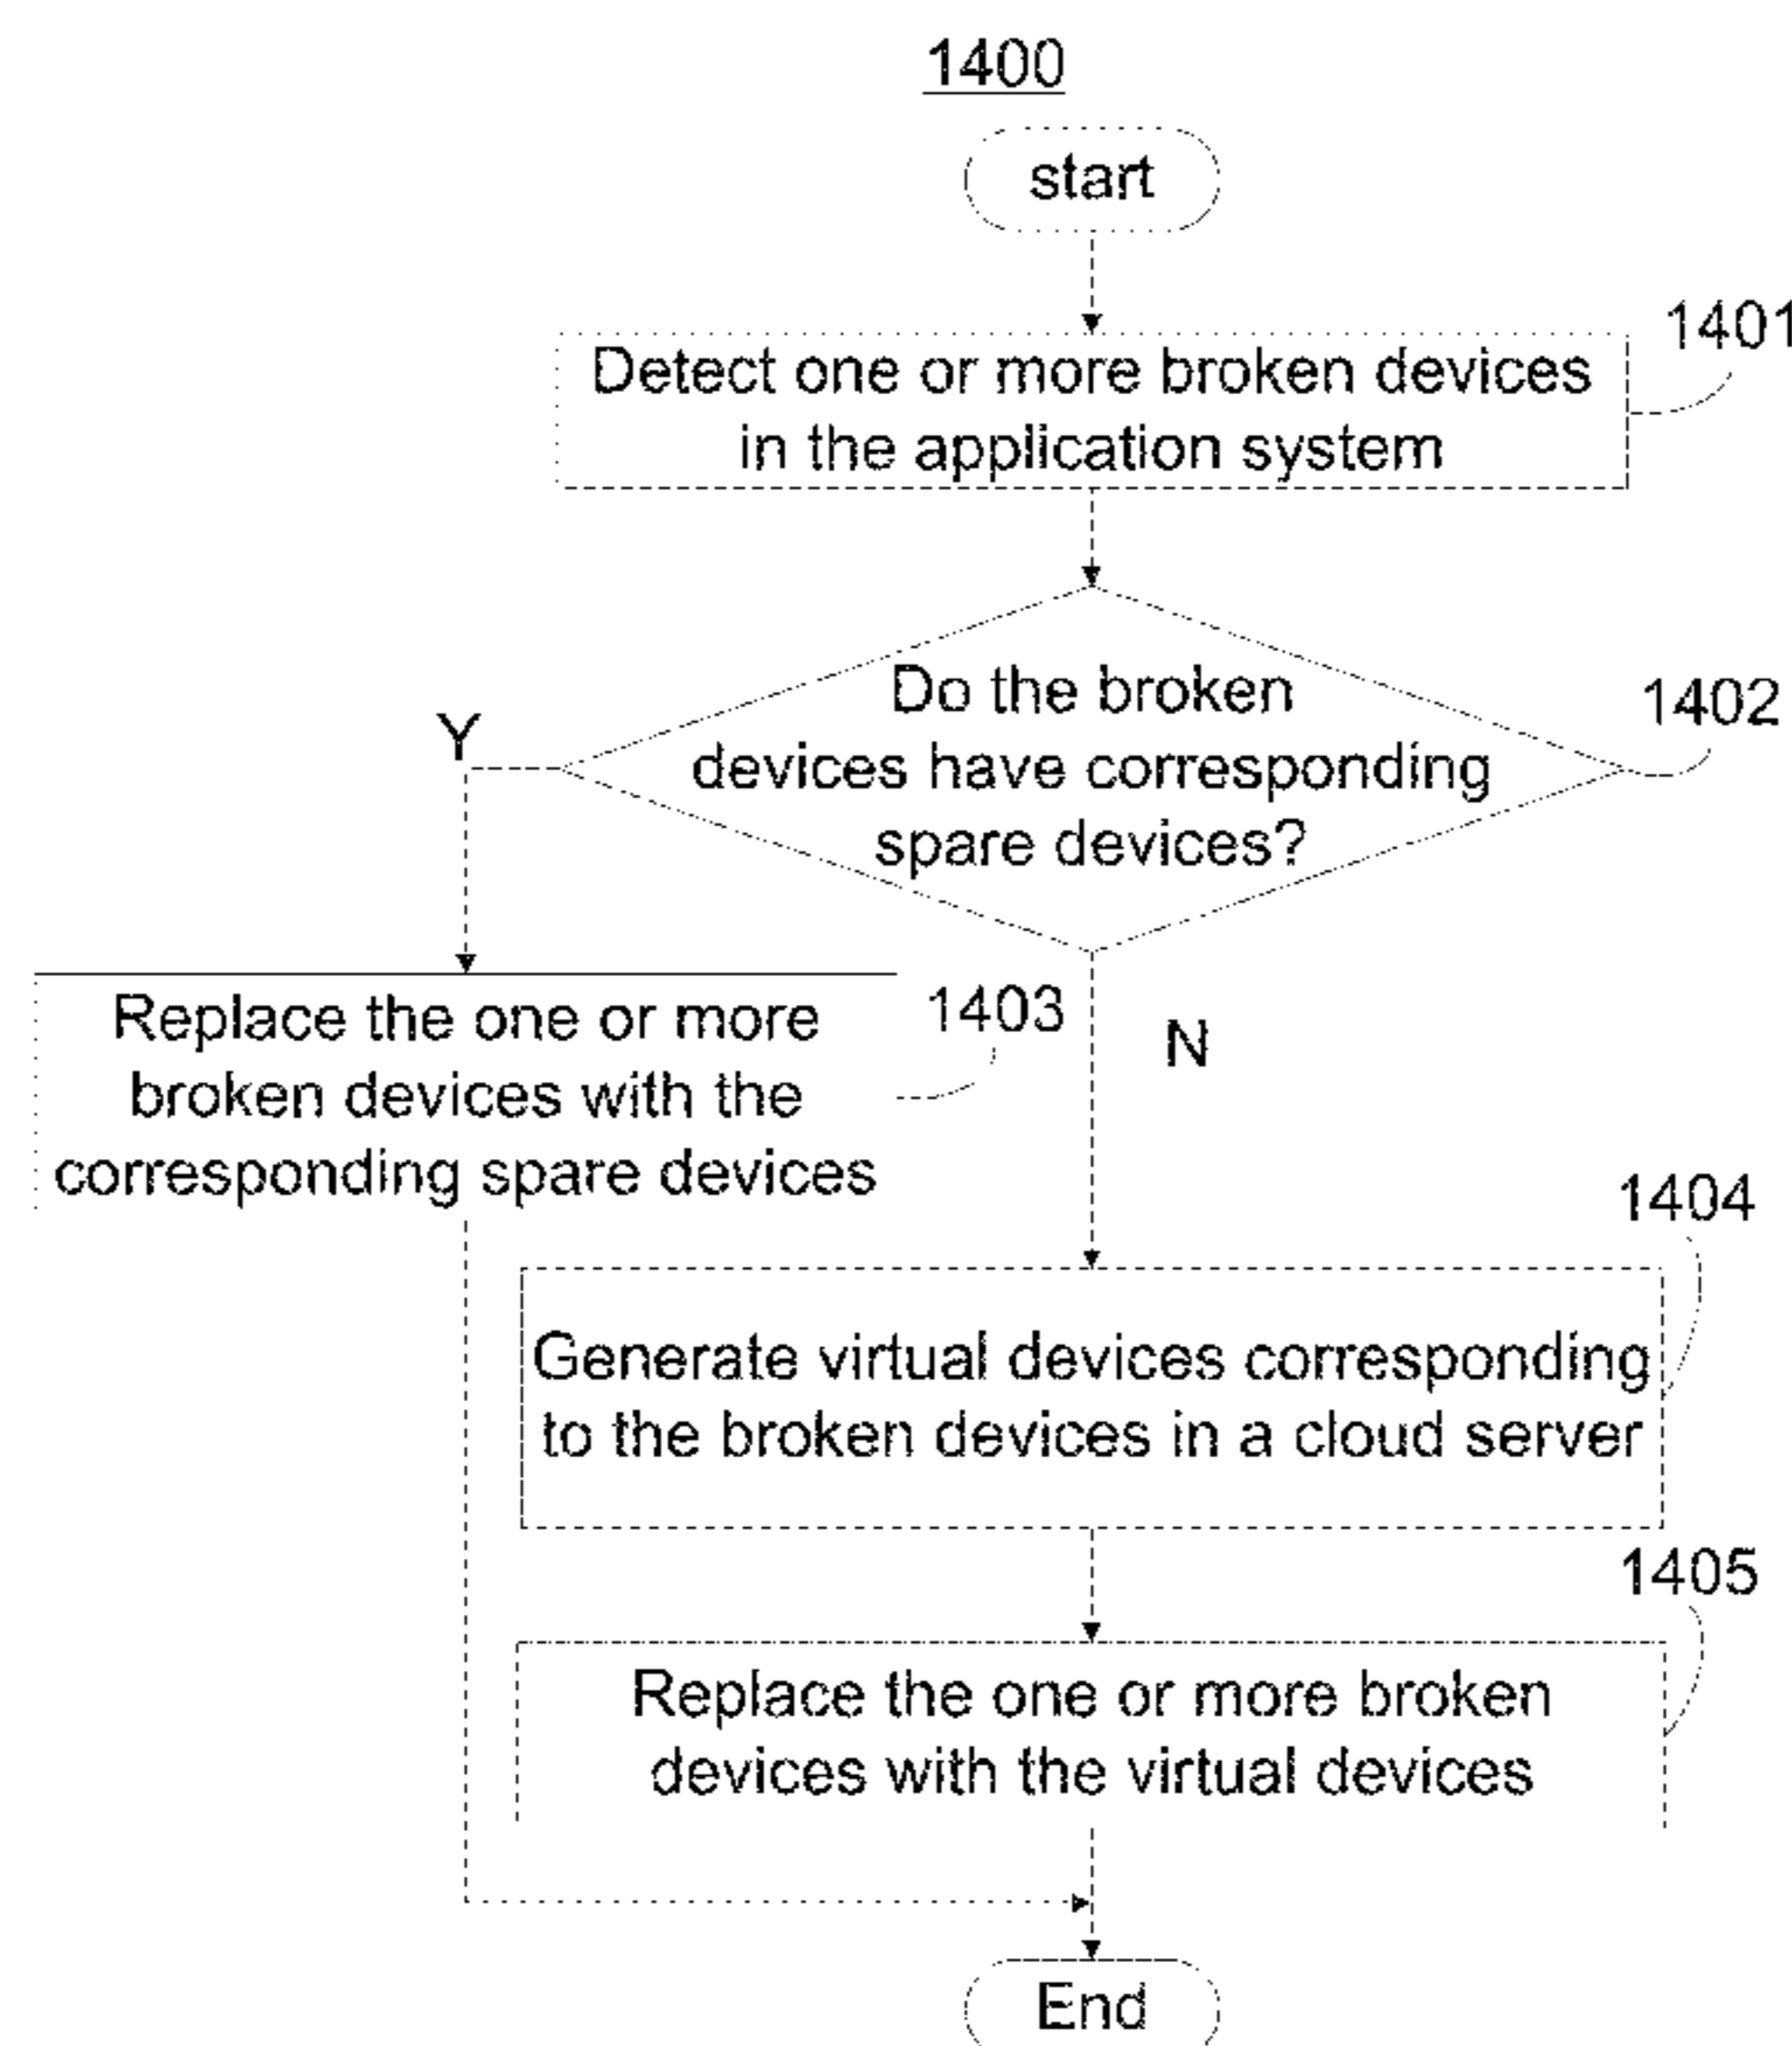 1400
start
1401
Detect one or more broken devices
in the application system
1402
Do the broken
devices have corresponding
spare devices?
Y
N
1403
Replace the one or more
broken devices with the
corresponding spare devices
1404
Generate virtual devices corresponding
to the broken devices in a cloud server
1405
Replace the one or more broken
devices with the virtual devices
End